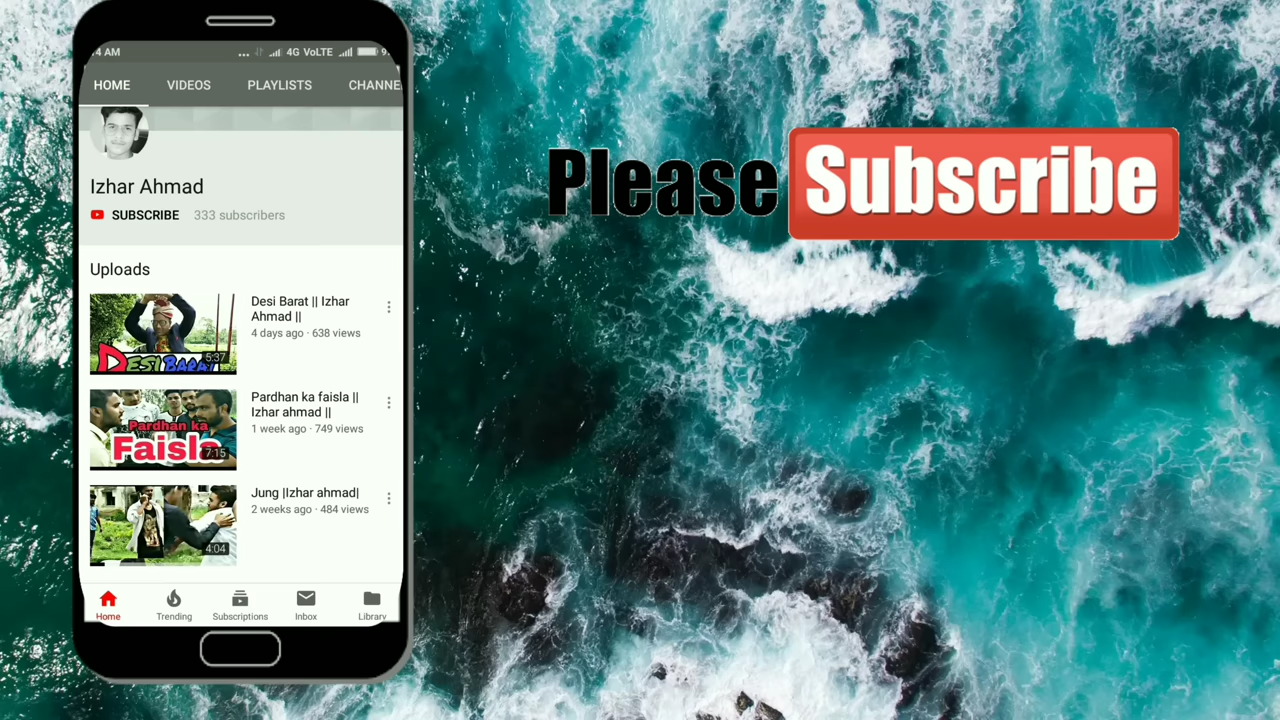 4 AM
4G VoLTE
9
HOME VIDEOS PLAYLISTS CHANNE
Izhar Ahmad
SUBSCRIBE 333 subscribers
Uploads
Desi Barat || Izhar
Ahmad ||
4 days ago · 638 views
DESI BARAT
5:37
Pardhan ka faisla ||
Izhar ahmad ||
1 week ago · 749 views
Pardhan ka
Faisla
7:15
Jung |Izhar ahmad|
2 weeks ago · 484 views
4:04
Home Trending Subscriptions Inbox Library
Please Subscribe